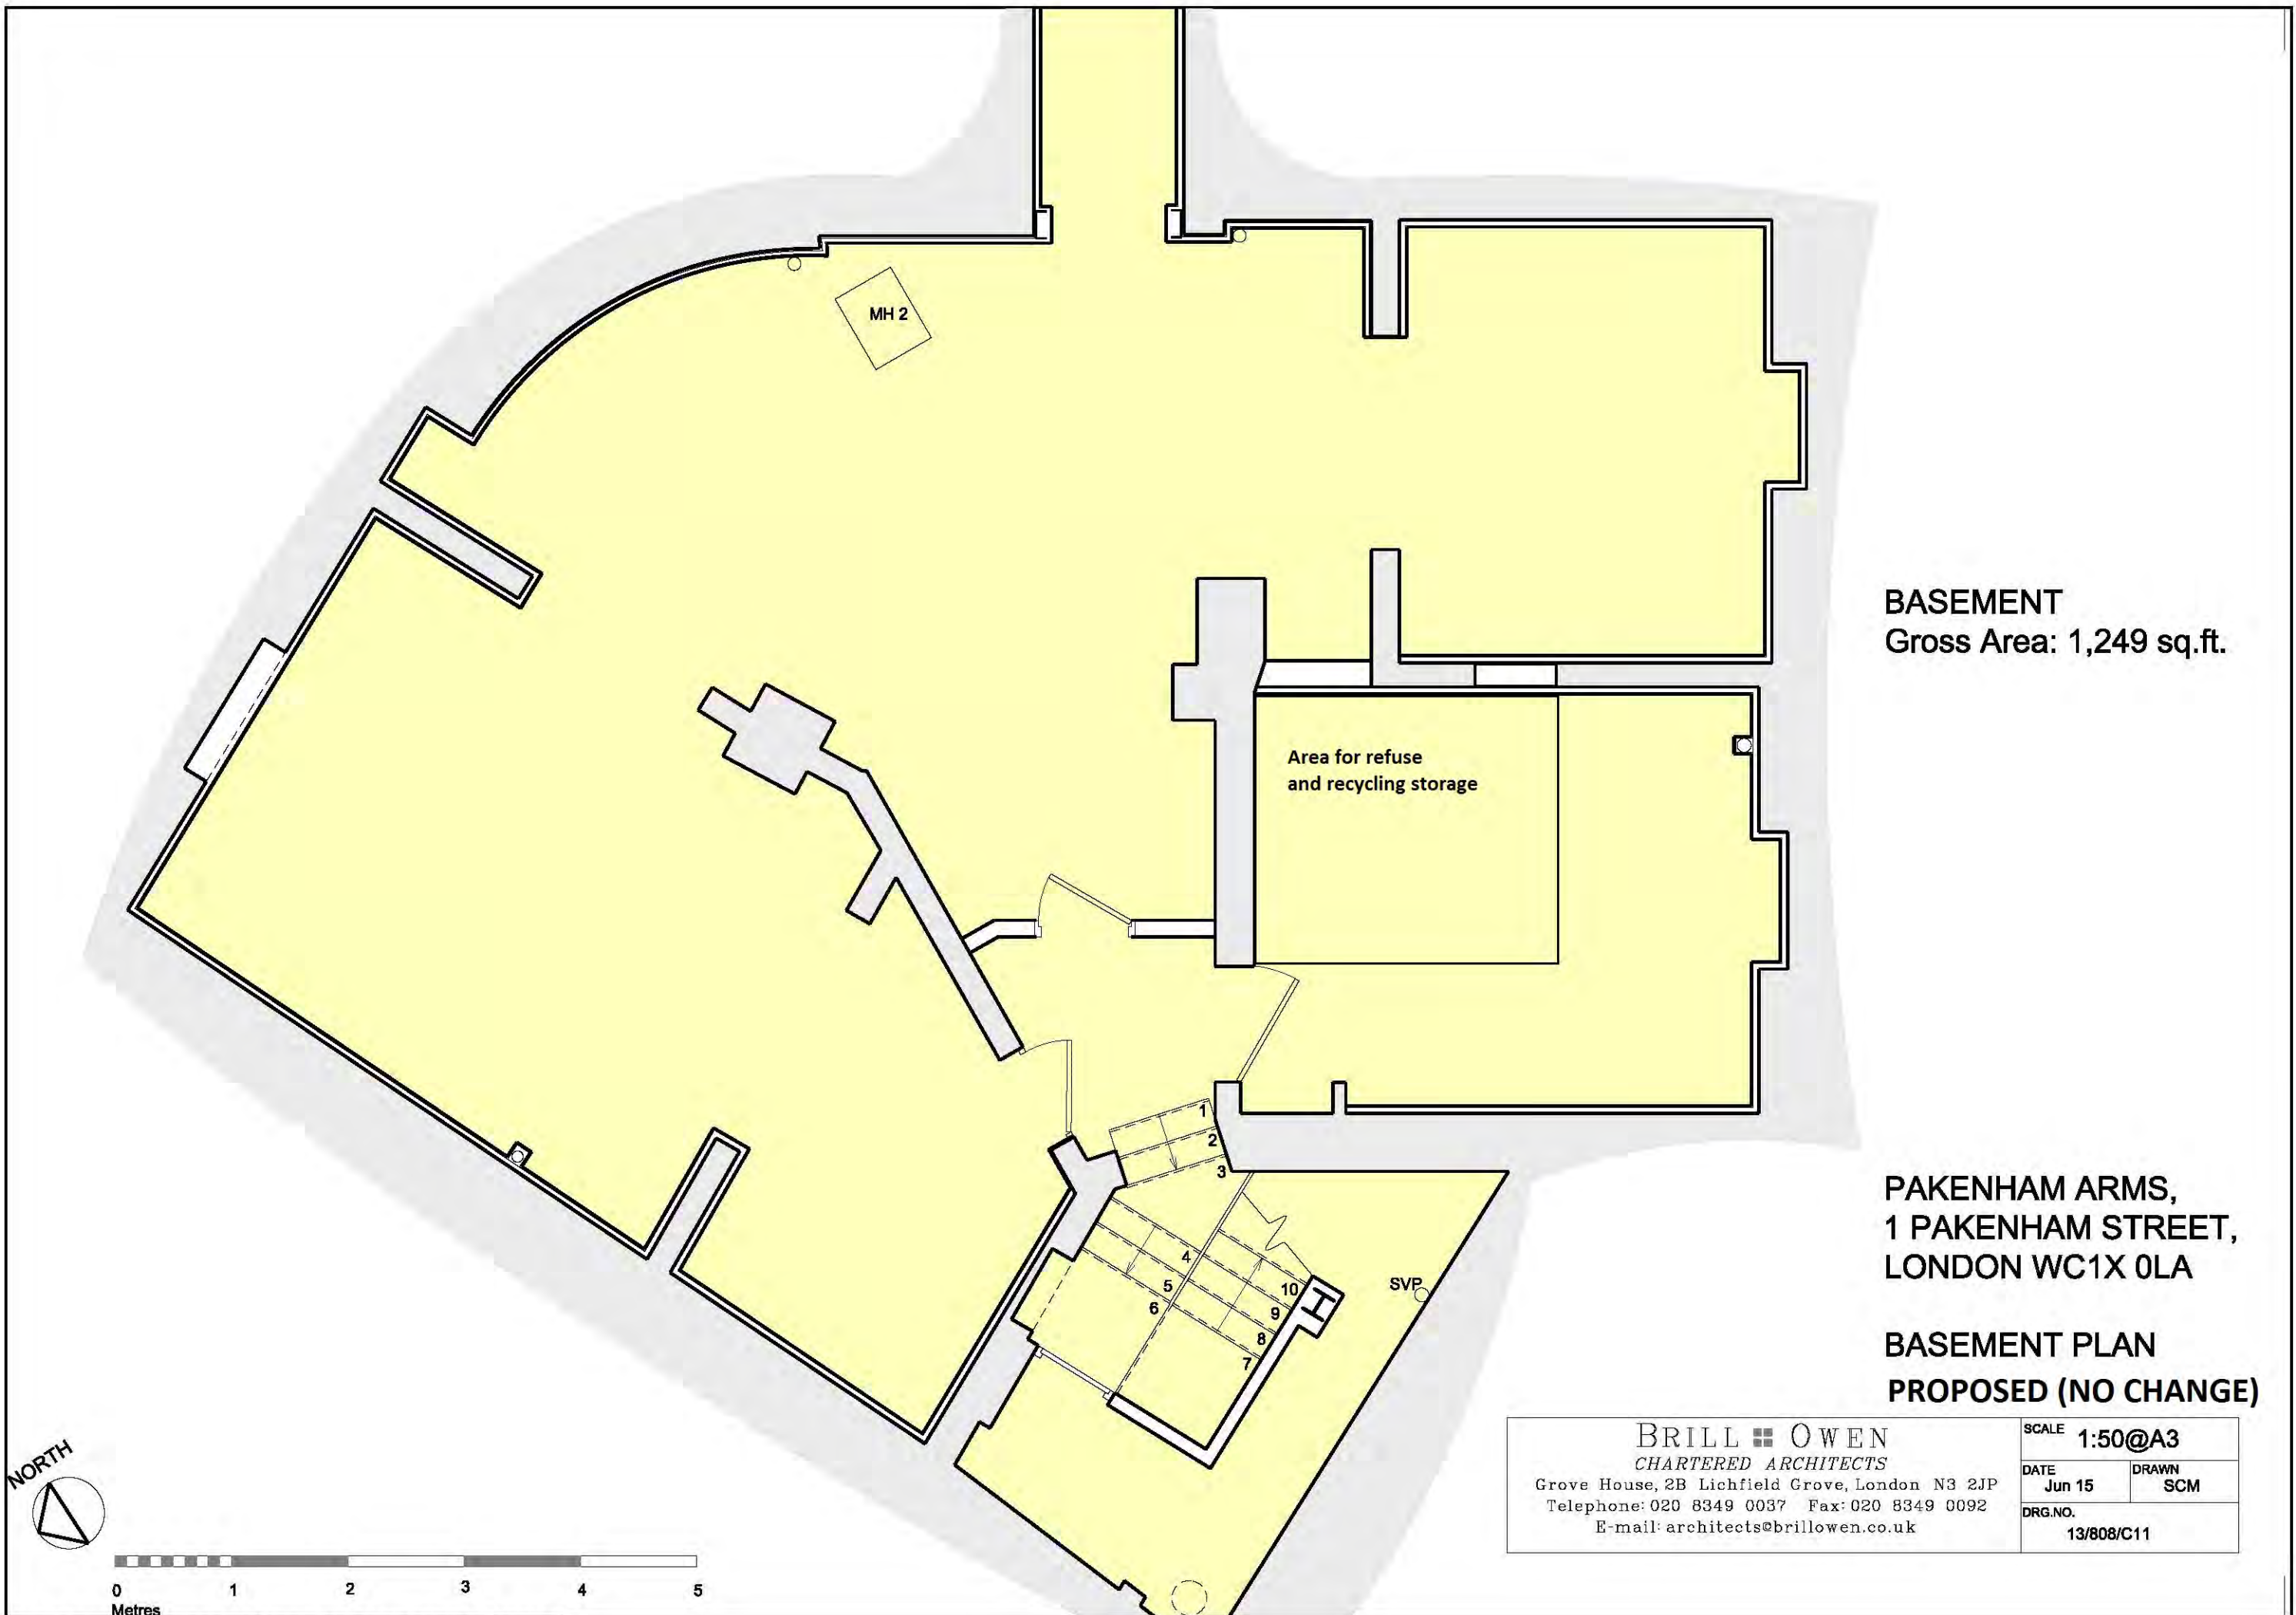 MH 2
BASEMENT
Gross Area: 1,249 sq.ft.
Area for refuse
and recycling storage
1
2
3
4
5
6
10
9
8
7
SVP
PAKENHAM ARMS,
1 PAKENHAM STREET,
LONDON WC1X 0LA
BASEMENT PLAN
PROPOSED (NO CHANGE)
BRILL OWEN
CHARTERED ARCHITECTS
Grove House, 2B Lichfield Grove, London N3 2JP
Telephone: 020 8349 0037 Fax: 020 8349 0092
E-mail: architects@brillowen.co.uk
SCALE 1:50@A3
DATE Jun 15
DRAWN SCM
DRG.NO.
13/808/C11
NORTH
0 1 2 3 4 5
Metres